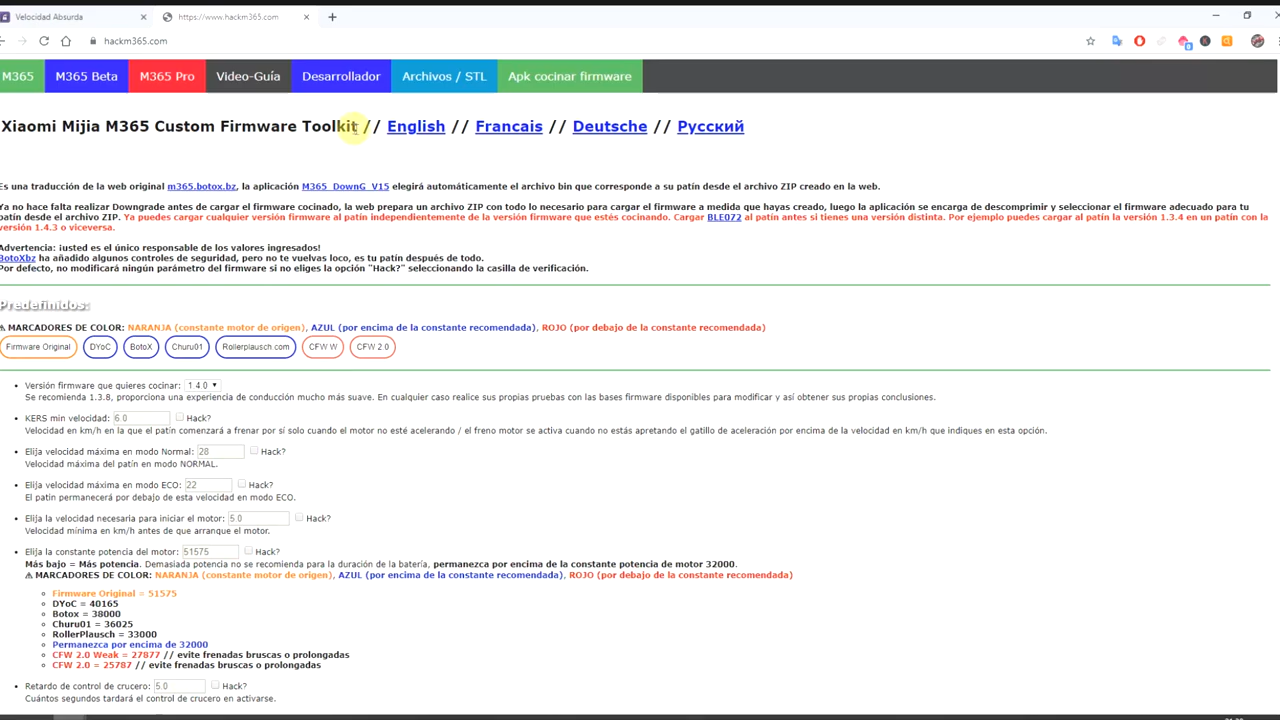 Velocidad Absurda
https://www.hackm365.com
hackm365.com
M365 M365 Beta M365 Pro Video-Guía Desarrollador Archivos / STL Apk cocinar firmware
Xiaomi Mijia M365 Custom Firmware Toolkit // English // Francais // Deutsche // Русский
Es una traducción de la web original m365.botox.bz, la aplicación M365_DownG_V15 elegirá automáticamente el archivo bin que corresponde a su patín desde el archivo ZIP creado en la web.
Ya no hace falta realizar Downgrade antes de cargar el firmware cocinado, la web prepara un archivo ZIP con todo lo necesario para cargar el firmware a medida que hayas creado, luego la aplicación se encarga de descomprimir y seleccionar el firmware adecuado para tu
patín desde el archivo ZIP. Ya puedes cargar cualquier versión firmware al patín independientemente de la versión firmware que estés cocinando. Cargar BLE072 al patín antes si tienes una versión distinta. Por ejemplo puedes cargar al patín la versión 1.3.4 en un patín con la
versión 1.4.3 o viceversa.
Advertencia: ¡usted es el único responsable de los valores ingresados!
BotoXbz ha añadido algunos controles de seguridad, pero no te vuelvas loco, es tu patín después de todo.
Por defecto, no modificará ningún parámetro del firmware si no eliges la opción "Hack?" seleccionando la casilla de verificación.
Predefinidos:
⚠ MARCADORES DE COLOR: NARANJA (constante motor de origen), AZUL (por encima de la constante recomendada), ROJO (por debajo de la constante recomendada)
Firmware Original DYoC BotoX Churu01 Rollerplausch.com CFW W CFW 2.0
• Versión firmware que quieres cocinar: 1.4.0
Se recomienda 1.3.8, proporciona una experiencia de conducción mucho más suave. En cualquier caso realice sus propias pruebas con las bases firmware disponibles para modificar y así obtener sus propias conclusiones.
• KERS min velocidad: 6.0 Hack?
Velocidad en km/h en la que el patín comenzará a frenar por sí solo cuando el motor no esté acelerando / el freno motor se activa cuando no estás apretando el gatillo de aceleración por encima de la velocidad en km/h que indiques en esta opción.
• Elija velocidad máxima en modo Normal: 28 Hack?
Velocidad máxima del patín en modo NORMAL.
• Elija velocidad máxima en modo ECO: 22 Hack?
El patin permanecerá por debajo de esta velocidad en modo ECO.
• Elija la velocidad necesaria para iniciar el motor: 5.0 Hack?
Velocidad mínima en km/h antes de que arranque el motor.
• Elija la constante potencia del motor: 51575 Hack?
Más bajo = Más potencia. Demasiada potencia no se recomienda para la duración de la batería, permanezca por encima de la constante potencia de motor 32000.
⚠ MARCADORES DE COLOR: NARANJA (constante motor de origen), AZUL (por encima de la constante recomendada), ROJO (por debajo de la constante recomendada)
Firmware Original = 51575
DYoC = 40165
Botox = 38000
Churu01 = 36025
RollerPlausch = 33000
Permanezca por encima de 32000
CFW 2.0 Weak = 27877 // evite frenadas bruscas o prolongadas
CFW 2.0 = 25787 // evite frenadas bruscas o prolongadas
• Retardo de control de crucero: 5.0 Hack?
Cuántos segundos tardará el control de crucero en activarse.